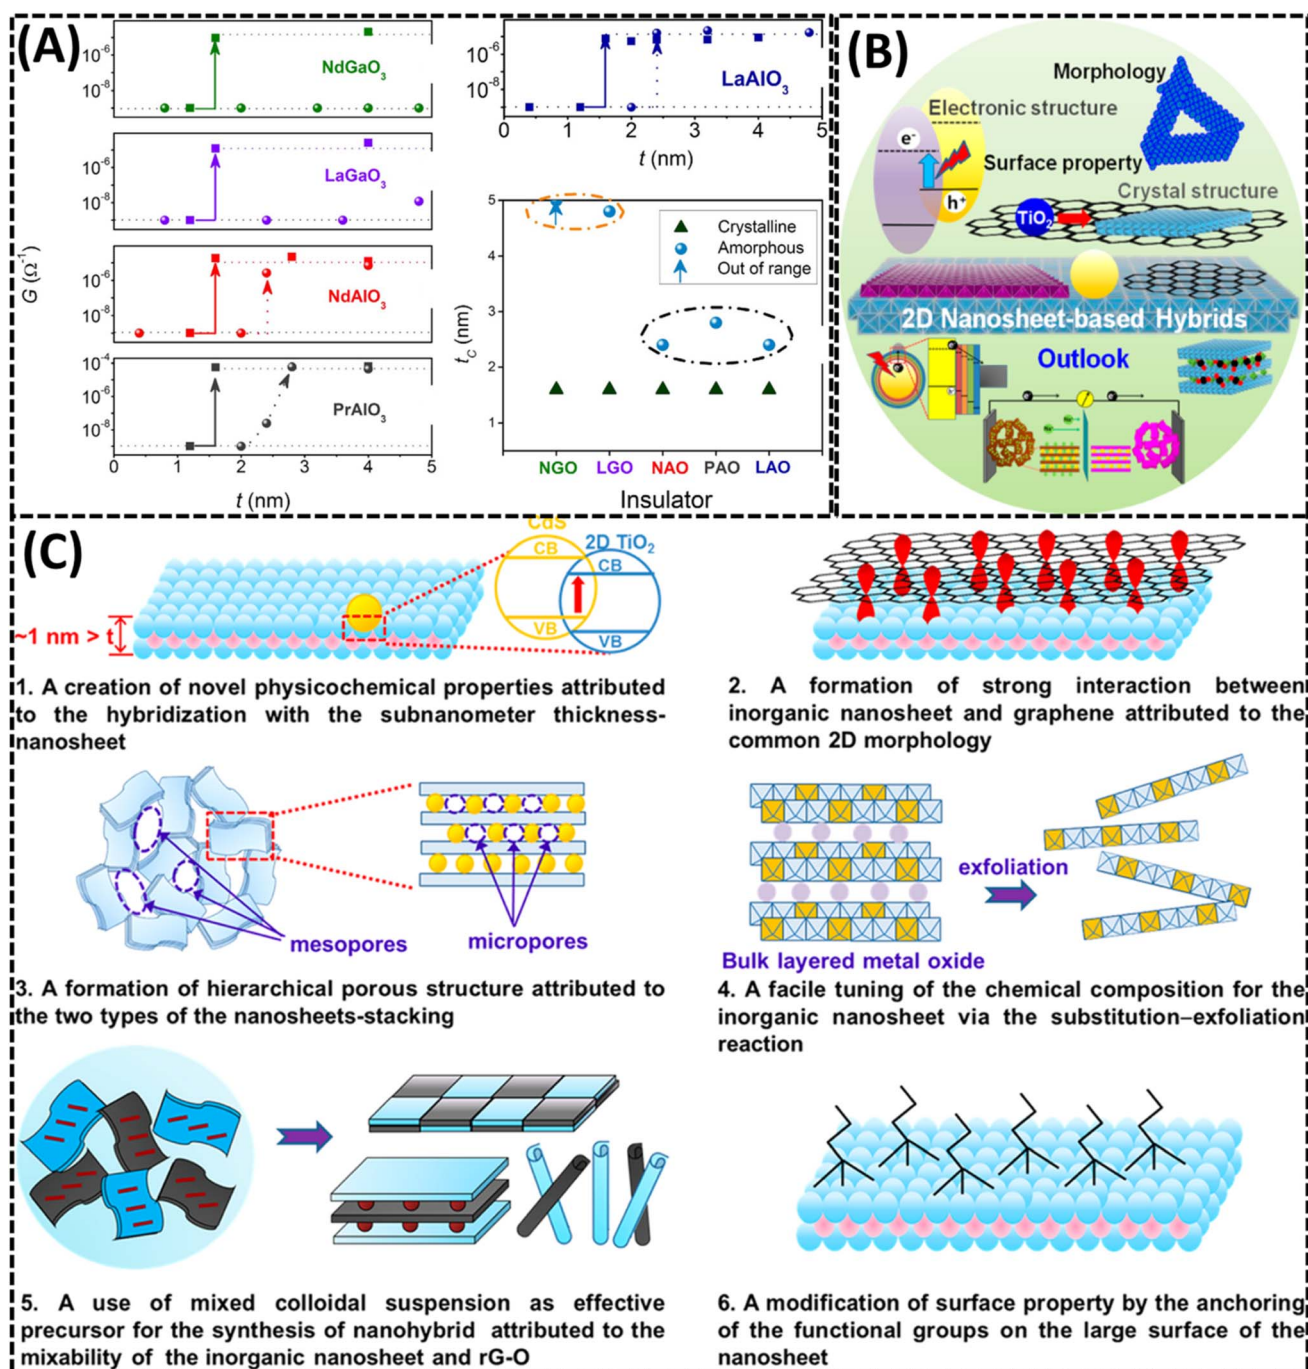 (A)
10⁻⁶
10⁻⁸
NdGaO₃
10⁻⁶
10⁻⁸
LaGaO₃
10⁻⁶
10⁻⁸
NdAlO₃
10⁻⁴
10⁻⁶
10⁻⁸
PrAlO₃
G (Ω⁻¹)
0 1 2 3 4 5
t (nm)
10⁻⁶
10⁻⁸
LaAlO₃
0 1 2 3 4 5
t (nm)
5
4
3
2
1
t_C (nm)
Crystalline
Amorphous
Out of range
NGO LGO NAO PAO LAO
Insulator
(B)
Morphology
Electronic structure
e⁻
Surface property
h⁺
Crystal structure
TiO₂
2D Nanosheet-based Hybrids
Outlook
(C)
CdS
CB
2D TiO₂
CB
VB
VB
~1 nm > t
1. A creation of novel physicochemical properties attributed
to the hybridization with the subnanometer thickness-
nanosheet
2. A formation of strong interaction between
inorganic nanosheet and graphene attributed to the
common 2D morphology
mesopores
micropores
3. A formation of hierarchical porous structure attributed to
the two types of the nanosheets-stacking
exfoliation
Bulk layered metal oxide
4. A facile tuning of the chemical composition for the
inorganic nanosheet via the substitution–exfoliation
reaction
5. A use of mixed colloidal suspension as effective
precursor for the synthesis of nanohybrid attributed to the
mixability of the inorganic nanosheet and rG-O
6. A modification of surface property by the anchoring
of the functional groups on the large surface of the
nanosheet